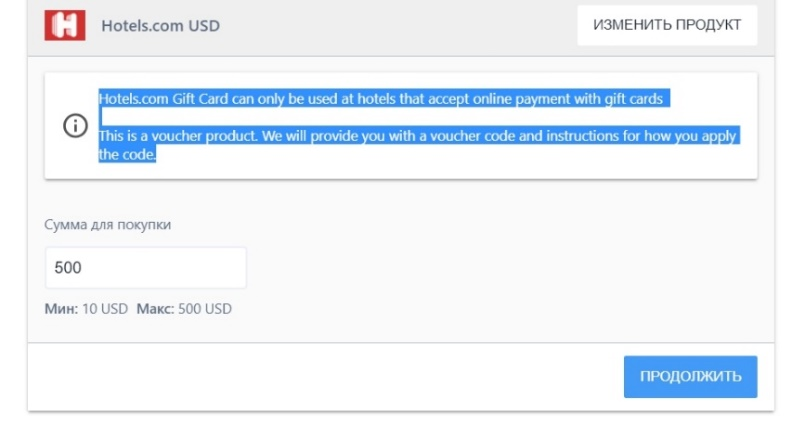 Hotels.com USD
ИЗМЕНИТЬ ПРОДУКТ
Hotels.com Gift Card can only be used at hotels that accept online payment with gift cards
This is a voucher product. We will provide you with a voucher code and instructions for how you apply
the code.
Сумма для покупки
500
Мин: 10 USD Макс: 500 USD
ПРОДОЛЖИТЬ